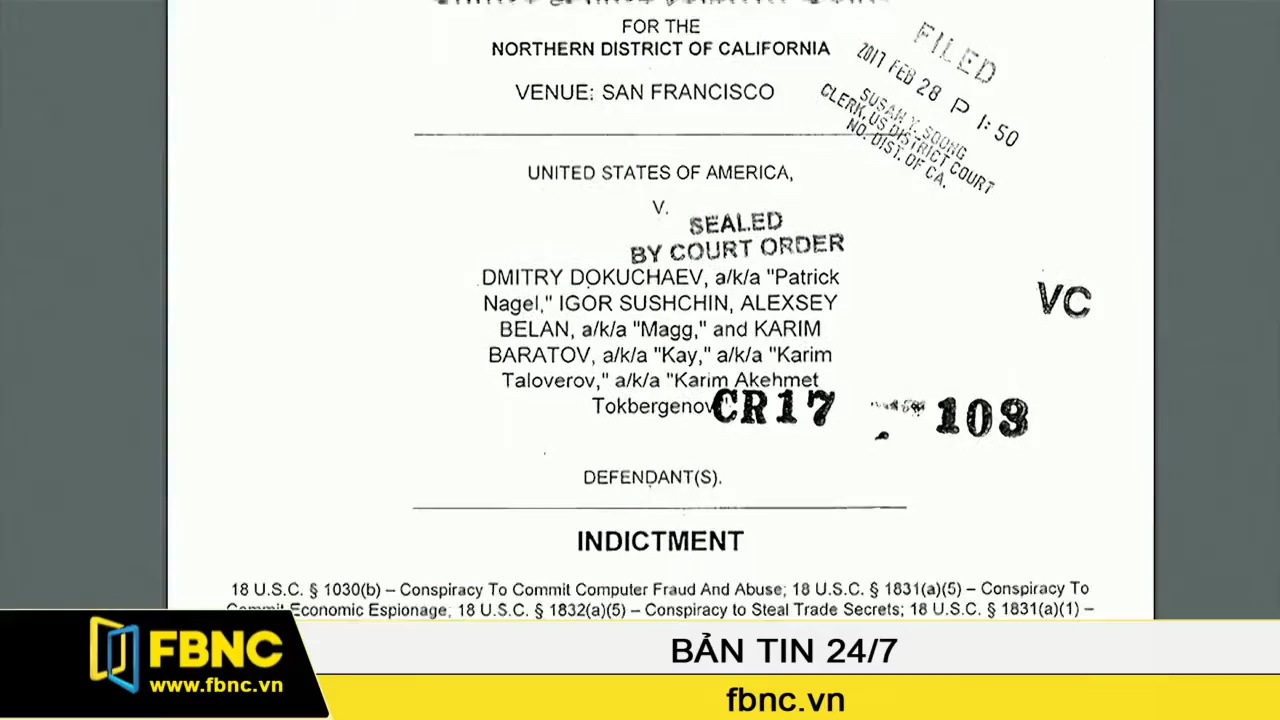 FOR THE
NORTHERN DISTRICT OF CALIFORNIA
VENUE: SAN FRANCISCO
FILED
2017 FEB 28 P 1:50
SUSAN Y. SOONG
CLERK, US DISTRICT COURT
NO. DIST. OF CA.
UNITED STATES OF AMERICA,
V.
SEALED
BY COURT ORDER
DMITRY DOKUCHAEV, a/k/a "Patrick
Nagel," IGOR SUSHCHIN, ALEXSEY
BELAN, a/k/a "Magg," and KARIM
BARATOV, a/k/a "Kay," a/k/a "Karim
Taloverov," a/k/a "Karim Akehmet
Tokbergenov
VC
CR17 103
DEFENDANT(S).
INDICTMENT
18 U.S.C. § 1030(b) – Conspiracy To Commit Computer Fraud And Abuse; 18 U.S.C. § 1831(a)(5) – Conspiracy To
Commit Economic Espionage; 18 U.S.C. § 1832(a)(5) – Conspiracy to Steal Trade Secrets; 18 U.S.C. § 1831(a)(1) –
FBNC
www.fbnc.vn
BẢN TIN 24/7
fbnc.vn